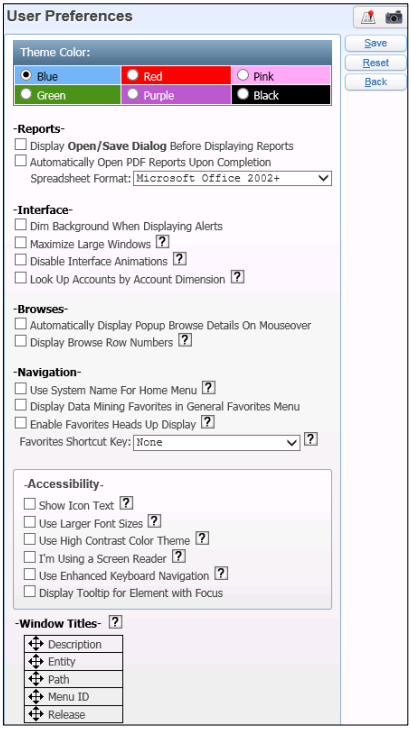 User Preferences
Save
Reset
Back
Theme Color:
Blue Red Pink
Green Purple Black
-Reports-
Display Open/Save Dialog Before Displaying Reports
Automatically Open PDF Reports Upon Completion
Spreadsheet Format: Microsoft Office 2002+
-Interface-
Dim Background When Displaying Alerts
Maximize Large Windows ?
Disable Interface Animations ?
Look Up Accounts by Account Dimension ?
-Browses-
Automatically Display Popup Browse Details On Mouseover
Display Browse Row Numbers ?
-Navigation-
Use System Name For Home Menu ?
Display Data Mining Favorites in General Favorites Menu
Enable Favorites Heads Up Display ?
Favorites Shortcut Key: None ?
-Accessibility-
Show Icon Text ?
Use Larger Font Sizes ?
Use High Contrast Color Theme ?
I'm Using a Screen Reader ?
Use Enhanced Keyboard Navigation ?
Display Tooltip for Element with Focus
-Window Titles- ?
Description
Entity
Path
Menu ID
Release